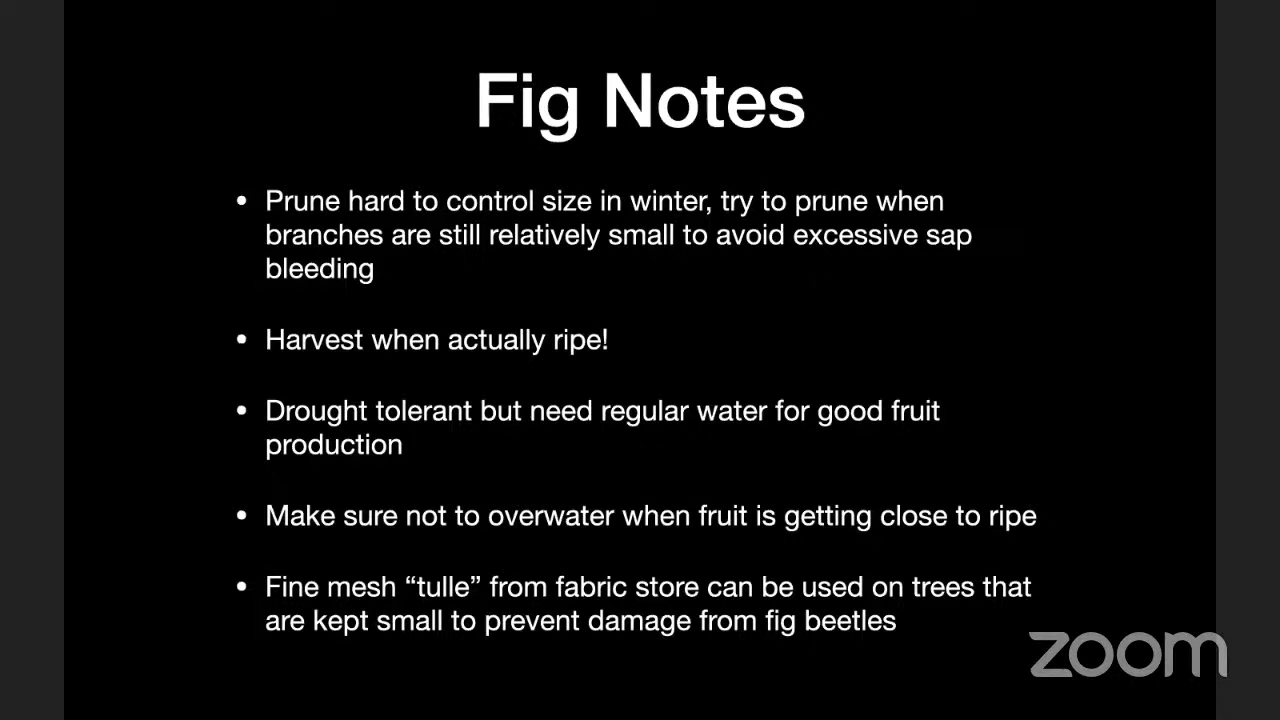 Fig Notes
• Prune hard to control size in winter, try to prune when
branches are still relatively small to avoid excessive sap
bleeding
• Harvest when actually ripe!
• Drought tolerant but need regular water for good fruit
production
• Make sure not to overwater when fruit is getting close to ripe
• Fine mesh “tulle” from fabric store can be used on trees that
are kept small to prevent damage from fig beetles
zoom